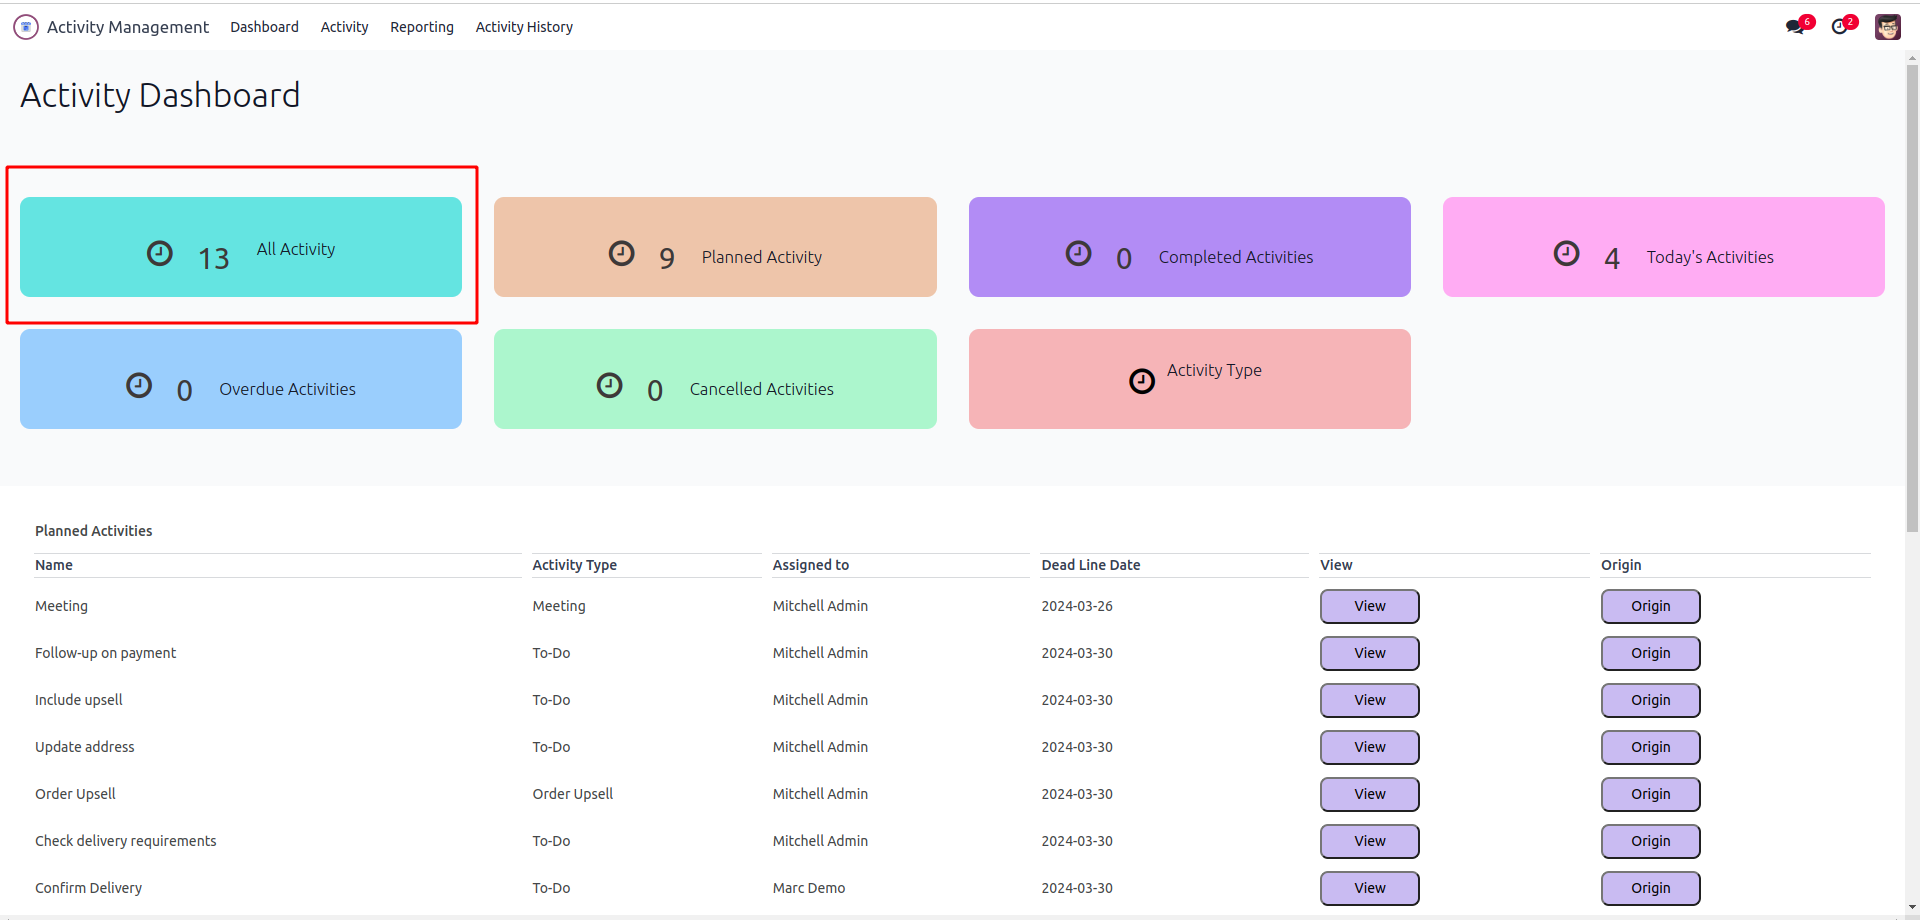 Activity Management Dashboard Activity Reporting Activity History 6 2
Activity Dashboard
13 All Activity
9 Planned Activity
0 Completed Activities
4 Today's Activities
0 Overdue Activities
0 Cancelled Activities
Activity Type
Planned Activities
Name Activity Type Assigned to Dead Line Date View Origin
Meeting Meeting Mitchell Admin 2024-03-26 View Origin
Follow-up on payment To-Do Mitchell Admin 2024-03-30 View Origin
Include upsell To-Do Mitchell Admin 2024-03-30 View Origin
Update address To-Do Mitchell Admin 2024-03-30 View Origin
Order Upsell Order Upsell Mitchell Admin 2024-03-30 View Origin
Check delivery requirements To-Do Mitchell Admin 2024-03-30 View Origin
Confirm Delivery To-Do Marc Demo 2024-03-30 View Origin